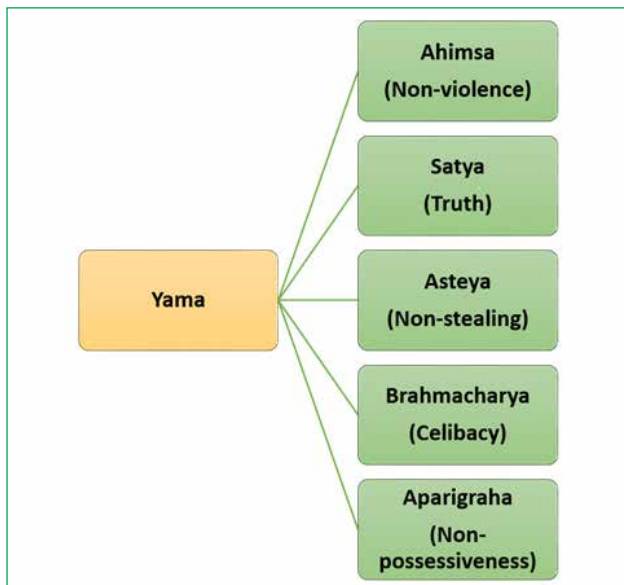 Ahimsa
(Non-violence)
Satya
(Truth)
Yama
Asteya
(Non-stealing)
Brahmacharya
(Celibacy)
Aparigraha
(Non-
possessiveness)